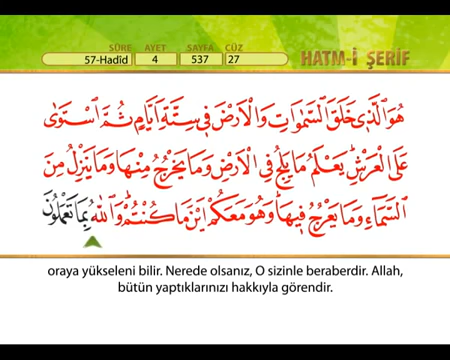 SÛRE AYET SAYFA CÜZ
57-Hadîd 4 537 27 HATM-İ ŞERİF
هُوَ الَّذٖي خَلَقَ السَّمٰوَاتِ وَالْاَرْضَ فٖي سِتَّةِ اَيَّامٍ ثُمَّ اسْتَوٰى
عَلَى الْعَرْشِؕ يَعْلَمُ مَا يَلِجُ فِي الْاَرْضِ وَمَا يَخْرُجُ مِنْهَا وَمَا يَنْزِلُ مِنَ
السَّمَٓاءِ وَمَا يَعْرُجُ فٖيهَاؕ وَهُوَ مَعَكُمْ اَيْنَ مَا كُنْتُمْؕ وَاللّٰهُ بِمَا تَعْمَلُونَ
oraya yükseleni bilir. Nerede olsanız, O sizinle beraberdir. Allah,
bütün yaptıklarınızı hakkıyla görendir.